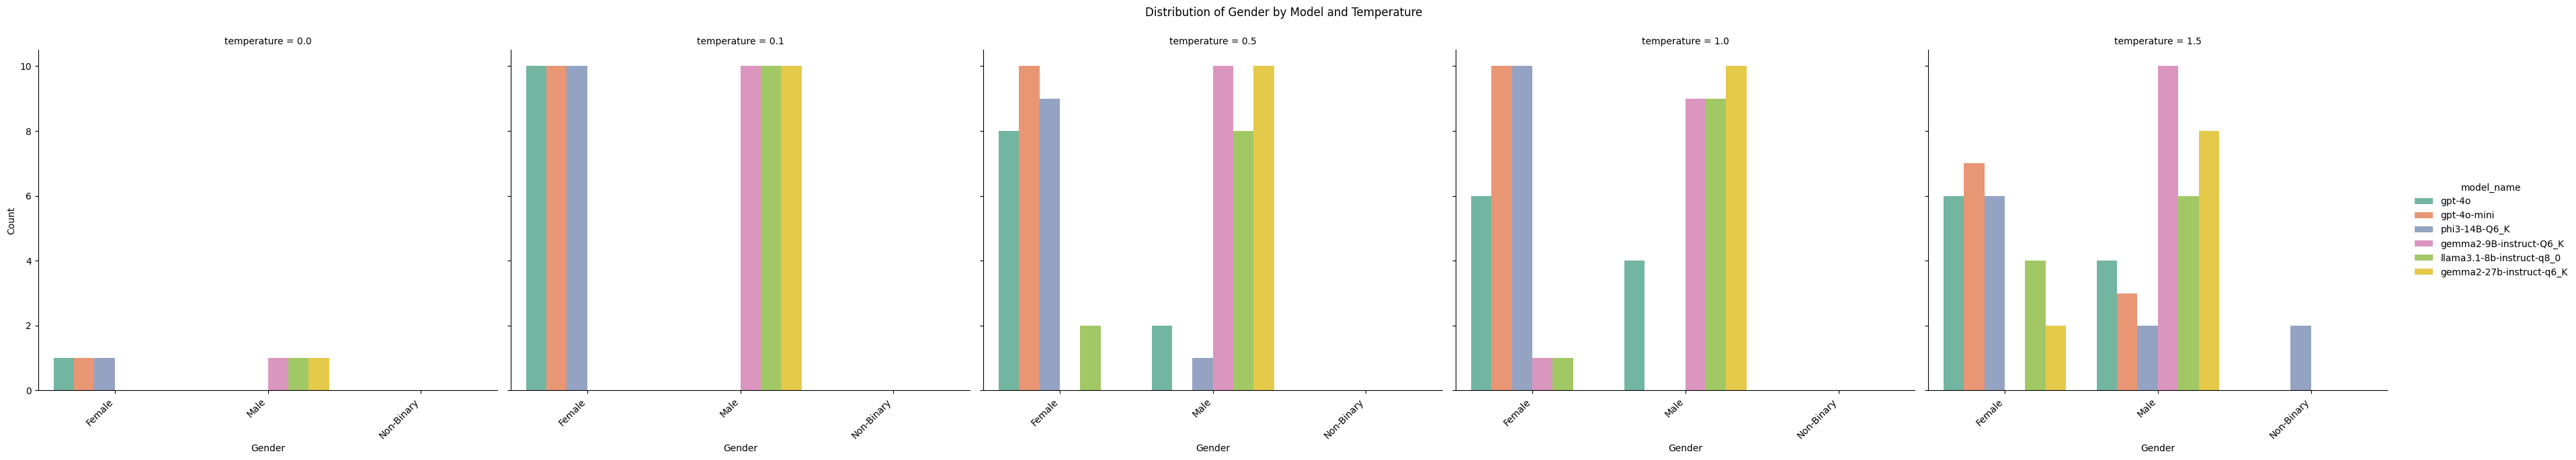 Distribution of Gender by Model and Temperature
temperature = 0.0
temperature = 0.1
temperature = 0.5
temperature = 1.0
temperature = 1.5
Count
10
8
6
4
2
0
Female
Male
Non-Binary
Gender
Female
Male
Non-Binary
Gender
Female
Male
Non-Binary
Gender
Female
Male
Non-Binary
Gender
Female
Male
Non-Binary
Gender
model_name
gpt-4o
gpt-4o-mini
phi3-14B-Q6_K
gemma2-9B-instruct-Q6_K
llama3.1-8b-instruct-q8_0
gemma2-27b-instruct-q6_K